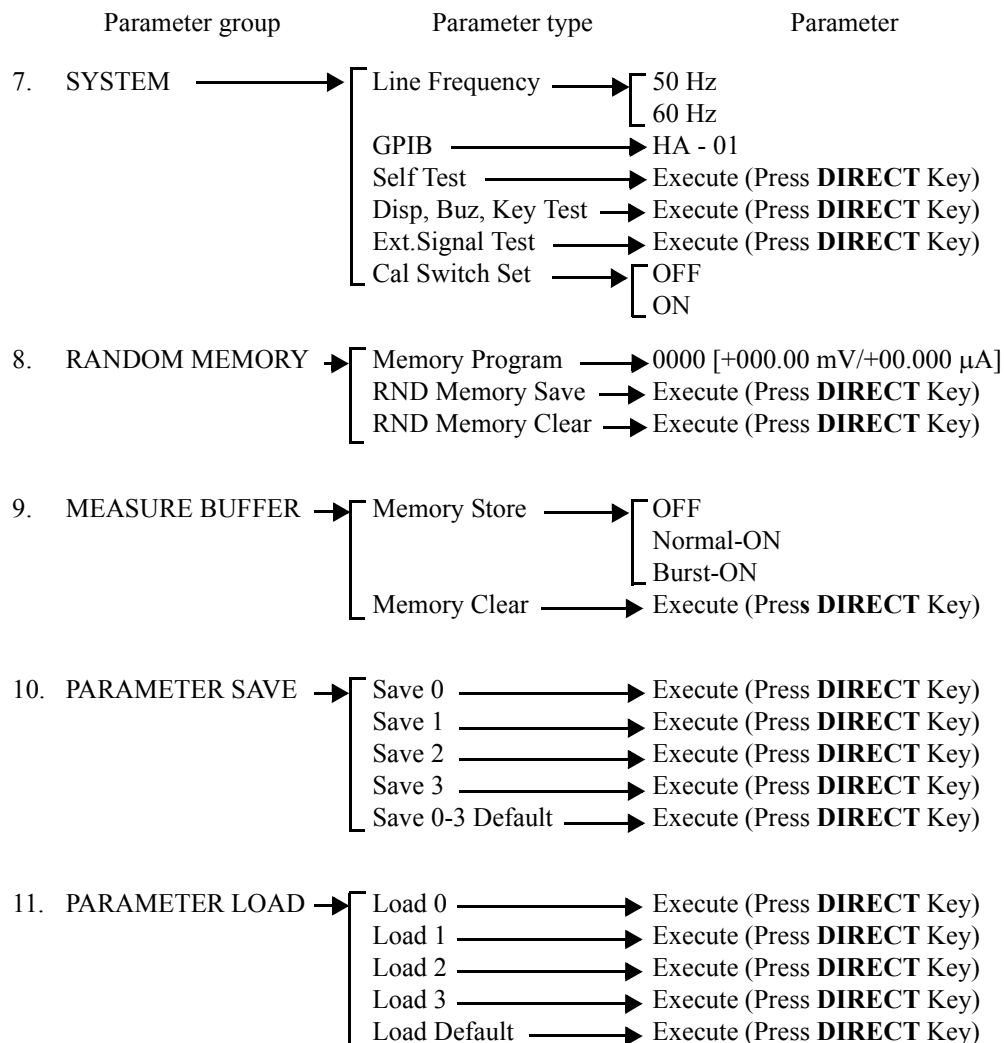 Parameter group Parameter type Parameter
7. SYSTEM Line Frequency 50 Hz
60 Hz
GPIB HA - 01
Self Test Execute (Press DIRECT Key)
Disp, Buz, Key Test Execute (Press DIRECT Key)
Ext.Signal Test Execute (Press DIRECT Key)
Cal Switch Set OFF
ON
8. RANDOM MEMORY Memory Program 0000 [+000.00 mV/+00.000 μA]
RND Memory Save Execute (Press DIRECT Key)
RND Memory Clear Execute (Press DIRECT Key)
9. MEASURE BUFFER Memory Store OFF
Normal-ON
Burst-ON
Memory Clear Execute (Press DIRECT Key)
10. PARAMETER SAVE Save 0 Execute (Press DIRECT Key)
Save 1 Execute (Press DIRECT Key)
Save 2 Execute (Press DIRECT Key)
Save 3 Execute (Press DIRECT Key)
Save 0-3 Default Execute (Press DIRECT Key)
11. PARAMETER LOAD Load 0 Execute (Press DIRECT Key)
Load 1 Execute (Press DIRECT Key)
Load 2 Execute (Press DIRECT Key)
Load 3 Execute (Press DIRECT Key)
Load Default Execute (Press DIRECT Key)